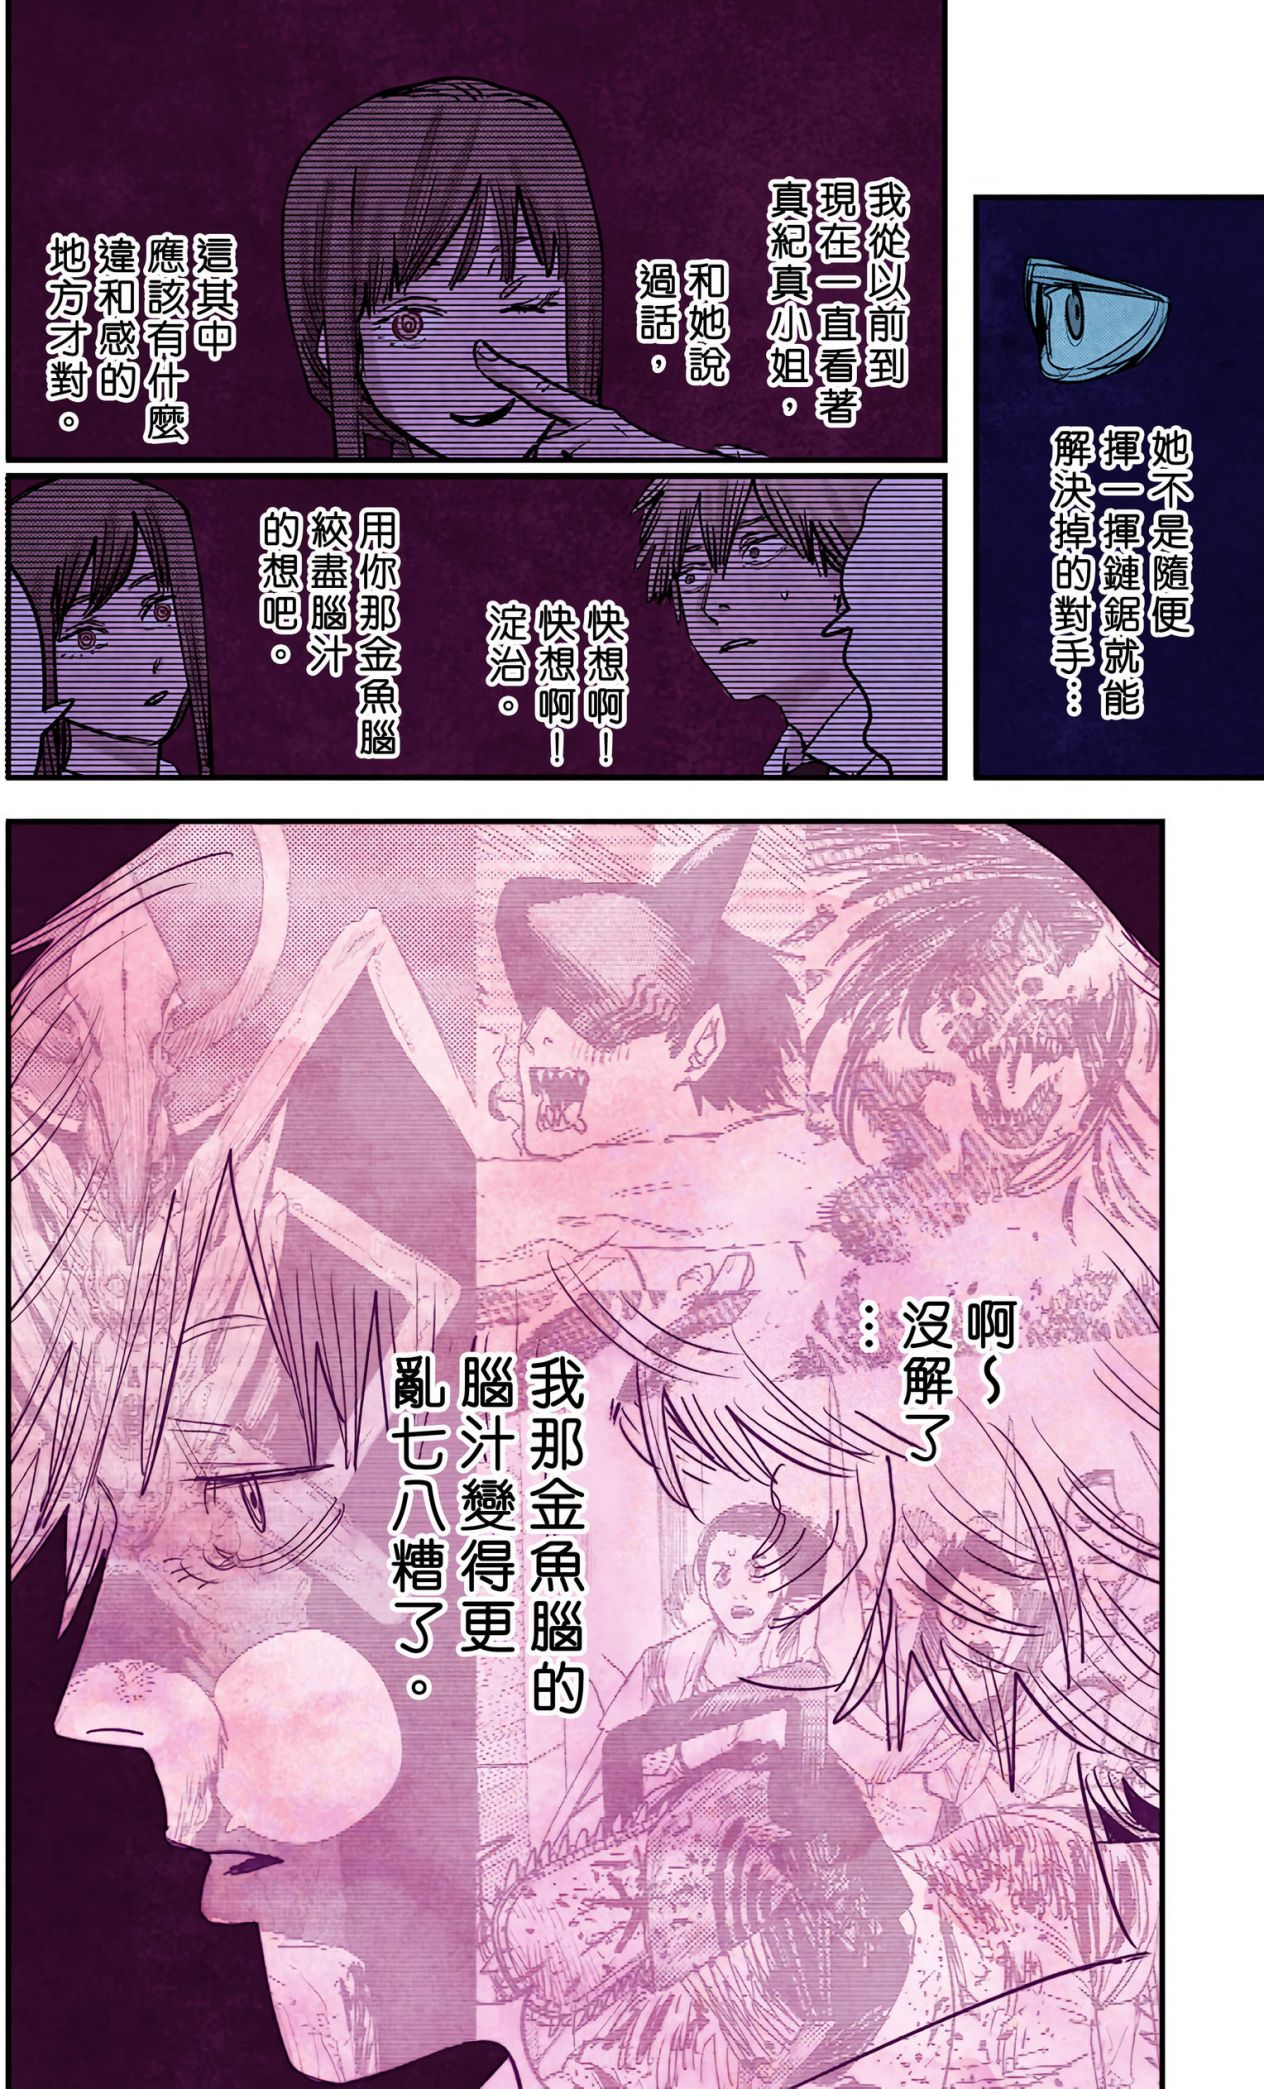 她不是隨便
揮一揮鏈鋸就能
解決掉的對手…
我從以前到
現在一直看著
真紀真小姐，
和她說
過話，
這其中
應該有什麼
違和感的
地方才對。
快想啊！
快想啊！
淀治。
用你那金魚腦
絞盡腦汁
的想吧。
啊～
沒解了
…
我那金魚腦的
腦汁變得更
亂七八糟了。